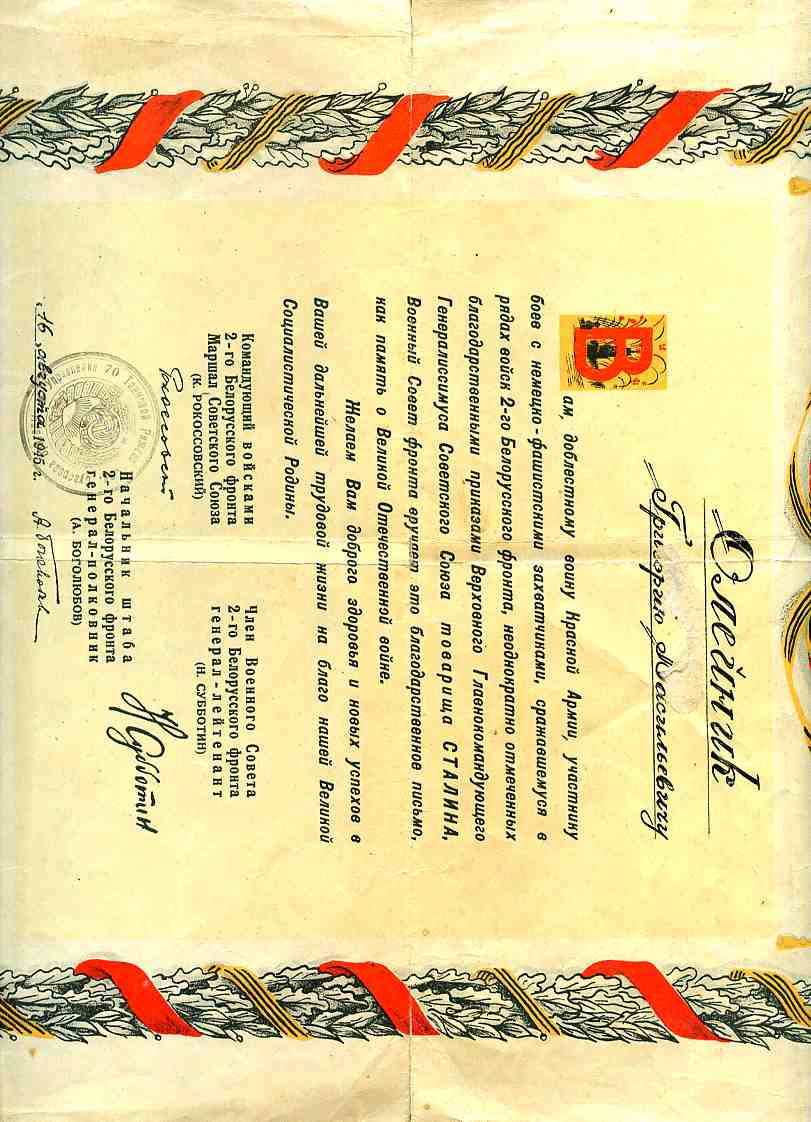 Олейник
Григорию Васильевичу
Вам, доблестному воину Красной Армии, участнику
боев с немецко-фашистскими захватчиками, сражавшемуся в
рядах войск 2-го Белорусского фронта, неоднократно отмеченных
благодарственными приказами Верховного Главнокомандующего
Генералиссимуса Советского Союза товарища СТАЛИНА,
Военный Совет фронта вручает это благодарственное письмо,
как память о Великой Отечественной войне.
Желаем Вам доброго здоровья и новых успехов в
Вашей дальнейшей трудовой жизни на благо нашей Великой
Социалистической Родины.
Командующий войсками
2-го Белорусского фронта
Маршал Советского Союза
(К. РОКОССОВСКИЙ)
Член Военного Совета
2-го Белорусского фронта
генерал-лейтенант
(Н. СУББОТИН)
Н Субботин
Начальник штаба
2-го Белорусского фронта
генерал-полковник
(А. БОГОЛЮБОВ)
"16" августа 1945 г.
70